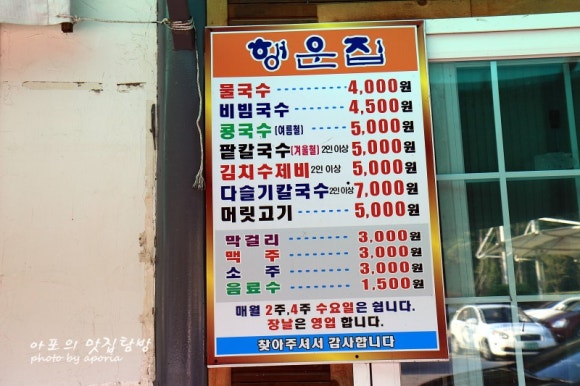 행운집
물국수 ········ 4,000원
비빔국수 ······ 4,500원
콩국수(여름철) ····· 5,000원
팥칼국수(겨울철) 2인이상 5,000원
김치수제비 2인 이상 5,000원
다슬기칼국수 2인이상 7,000원
머릿고기 ······ 5,000원
막걸리 ········ 3,000원
맥 주 ········ 3,000원
소 주 ········ 3,000원
음료수 ········ 1,500원
매월 2주,4주 수요일은 쉽니다.
장날은 영업 합니다.
찾아주셔서 감사합니다
아포의 맛집탐방
photo by aporia